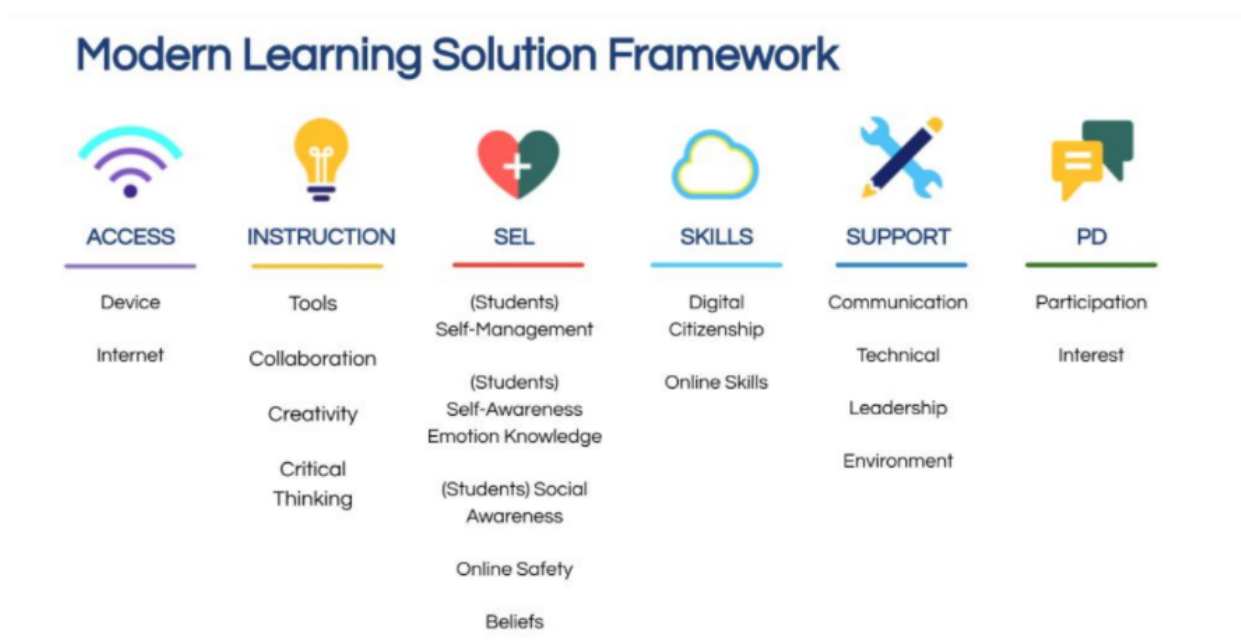 Modern Learning Solution Framework
ACCESS
Device
Internet
INSTRUCTION
Tools
Collaboration
Creativity
Critical
Thinking
SEL
(Students)
Self-Management
(Students)
Self-Awareness
Emotion Knowledge
(Students) Social
Awareness
Online Safety
Beliefs
SKILLS
Digital
Citizenship
Online Skills
SUPPORT
Communication
Technical
Leadership
Environment
PD
Participation
Interest